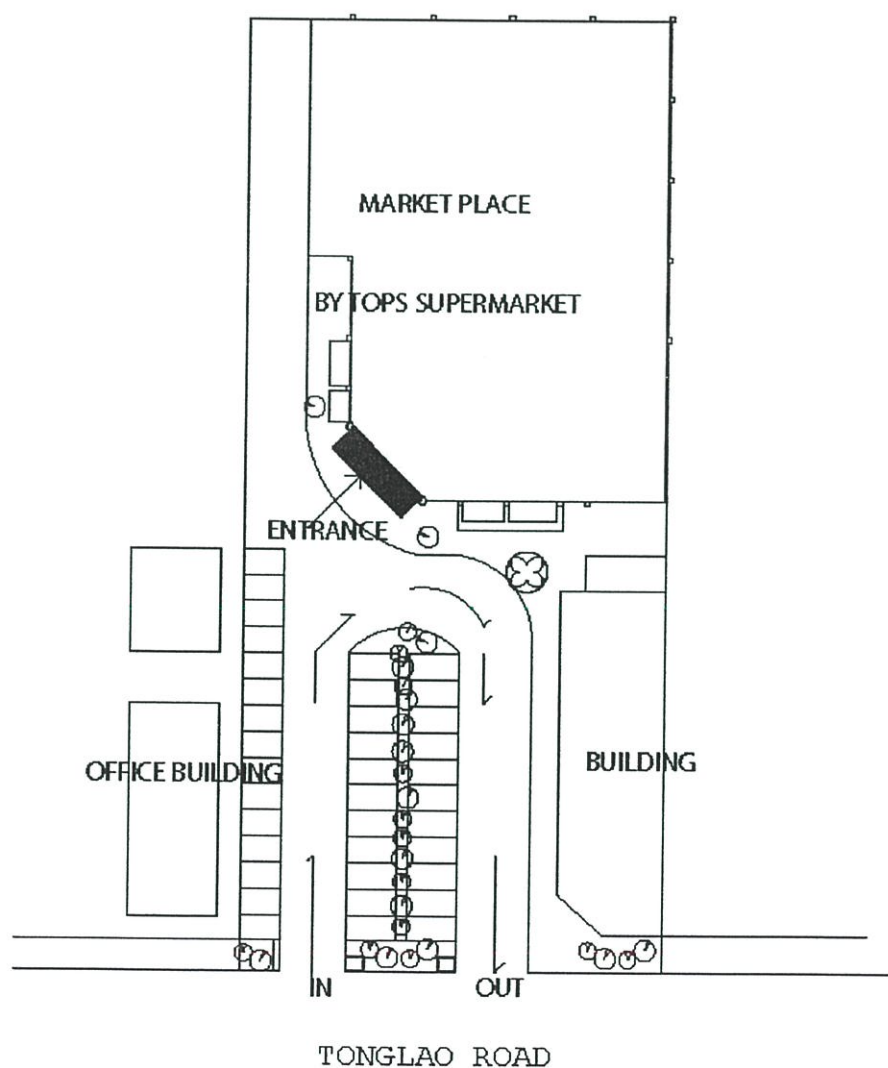 MARKET PLACE
BY TOPS SUPERMARKET
ENTRANCE
OFFICE BUILDING
BUILDING
IN
OUT
TONGLAO ROAD